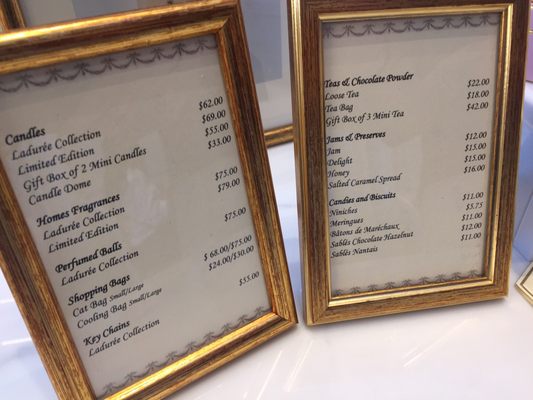 Candles
Ladurée Collection $62.00
Limited Edition $69.00
Gift Box of 2 Mini Candles $55.00
Candle Dome $33.00
Homes Fragrances
Ladurée Collection $75.00
Limited Edition $79.00
Perfumed Balls
Ladurée Collection $75.00
Shopping Bags
Cat Bag Small/Large $ 68.00/$75.00
Cooling Bag Small/Large $24.00/$30.00
Key Chains
Ladurée Collection $55.00
Teas & Chocolate Powder
Loose Tea $22.00
Tea Bag $18.00
Gift Box of 3 Mini Tea $42.00
Jams & Preserves
Jam $12.00
Delight $15.00
Honey $15.00
Salted Caramel Spread $16.00
Candies and Biscuits
Niniches $11.00
Meringues $5.75
Bâtons de Maréchaux $11.00
Sablés Chocolate Hazelnut $12.00
Sablés Nantais $11.00